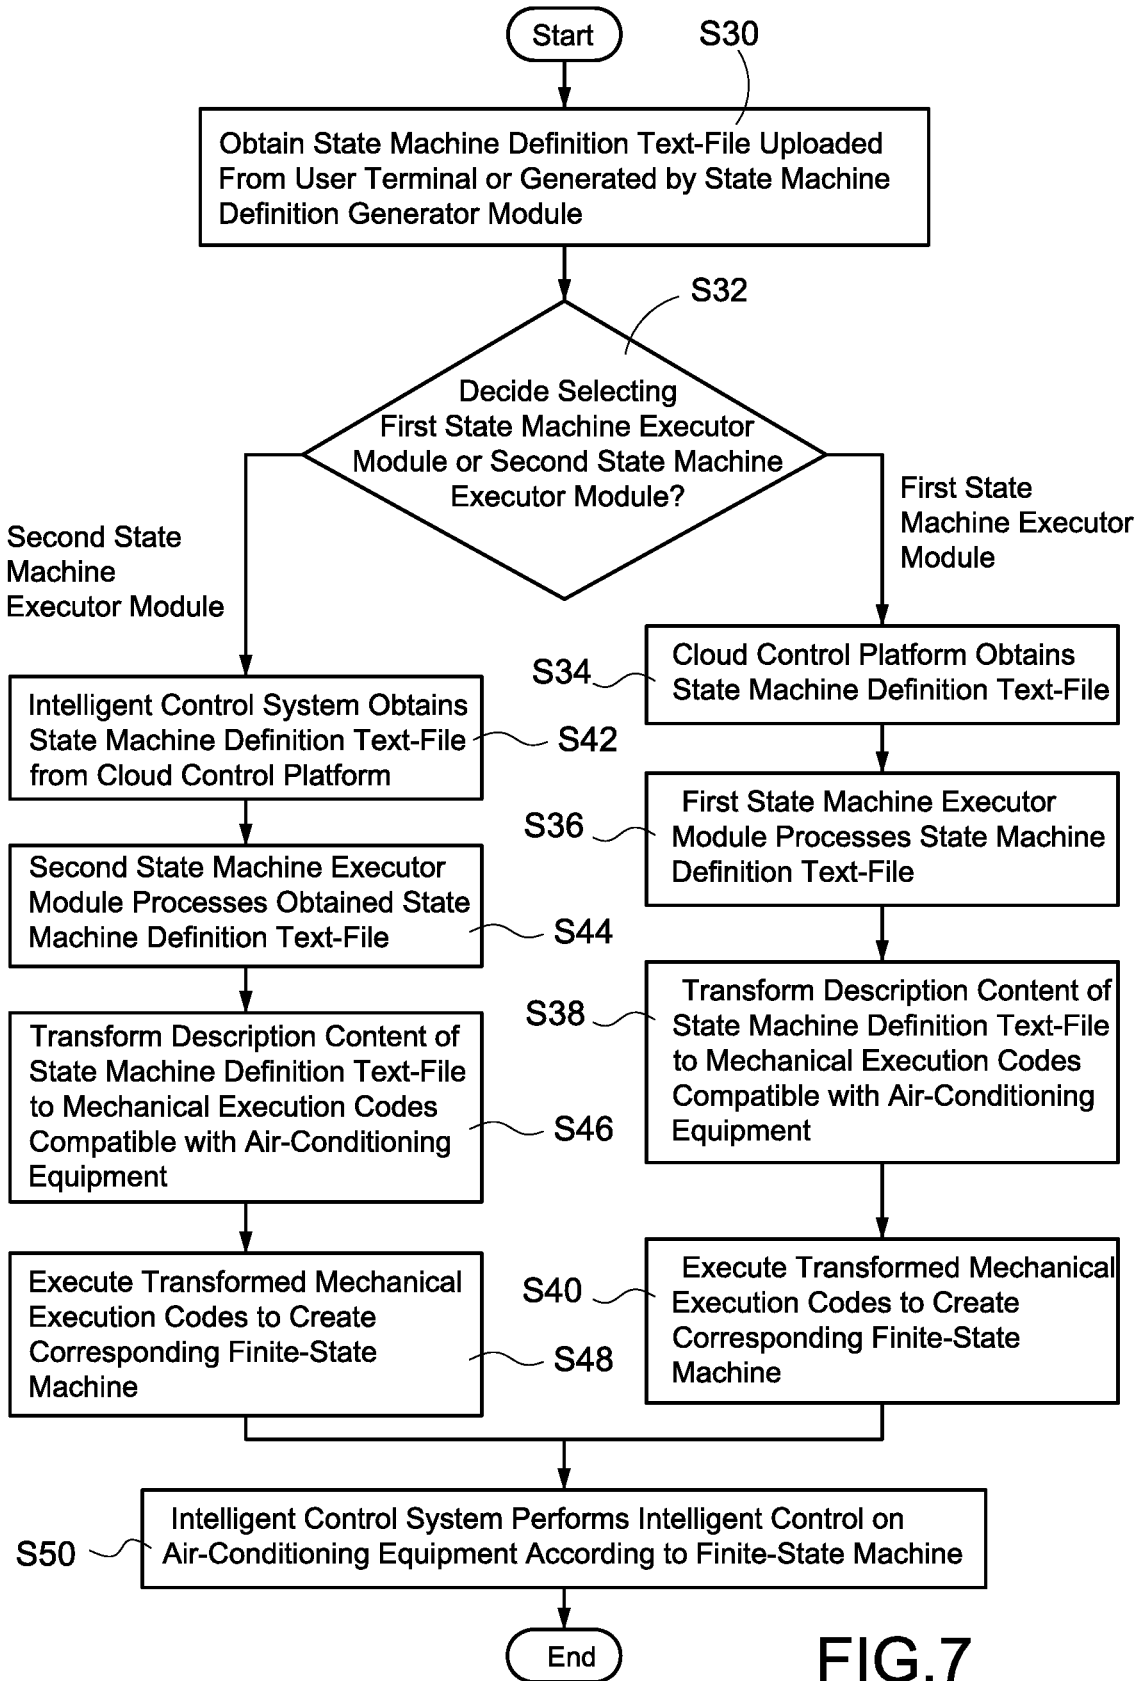 Start
S30
Obtain State Machine Definition Text-File Uploaded
From User Terminal or Generated by State Machine
Definition Generator Module
S32
Decide Selecting
First State Machine Executor
Module or Second State Machine
Executor Module?
Second State
Machine
Executor Module
First State
Machine Executor
Module
S34
Cloud Control Platform Obtains
State Machine Definition Text-File
Intelligent Control System Obtains
State Machine Definition Text-File
from Cloud Control Platform
S42
S36
First State Machine Executor
Module Processes State Machine
Definition Text-File
Second State Machine Executor
Module Processes Obtained State
Machine Definition Text-File
S44
S38
Transform Description Content of
State Machine Definition Text-File
to Mechanical Execution Codes
Compatible with Air-Conditioning
Equipment
Transform Description Content of
State Machine Definition Text-File
to Mechanical Execution Codes
Compatible with Air-Conditioning
Equipment
S46
S40
Execute Transformed Mechanical
Execution Codes to Create
Corresponding Finite-State
Machine
Execute Transformed Mechanical
Execution Codes to Create
Corresponding Finite-State
Machine
S48
S50
Intelligent Control System Performs Intelligent Control on
Air-Conditioning Equipment According to Finite-State Machine
End
FIG.7